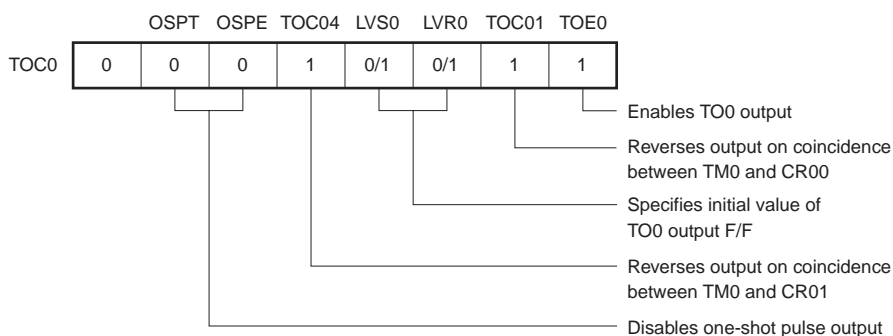 OSPT OSPE TOC04 LVS0 LVR0 TOC01 TOE0
TOC0 0 0 0 1 0/1 0/1 1 1
Enables TO0 output
Reverses output on coincidence
between TM0 and CR00
Specifies initial value of
TO0 output F/F
Reverses output on coincidence
between TM0 and CR01
Disables one-shot pulse output